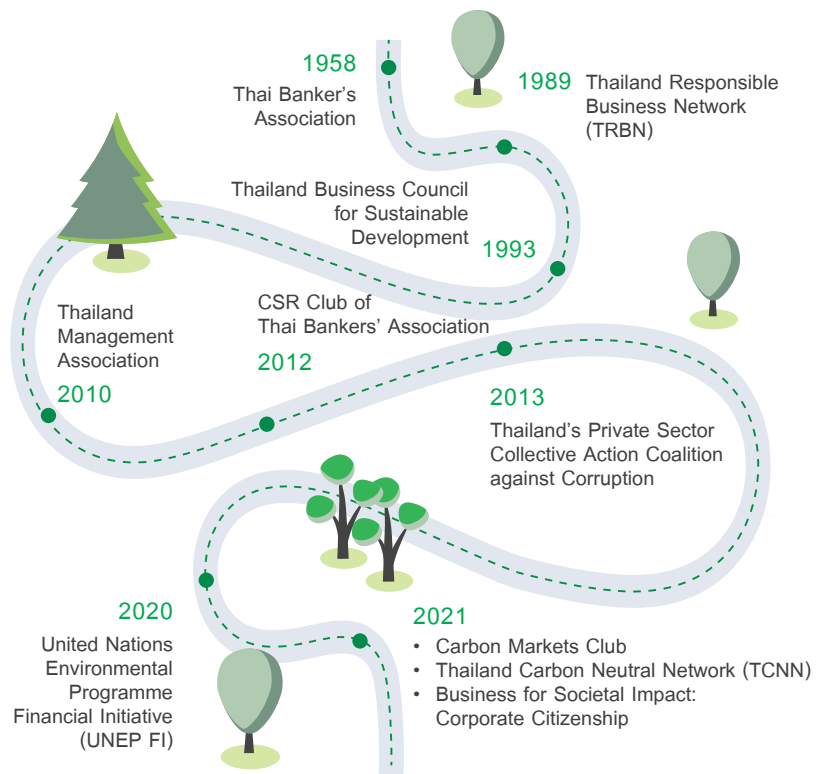 1958
Thai Banker's
Association
1989
Thailand Responsible
Business Network
(TRBN)
Thailand Business Council
for Sustainable
Development
1993
Thailand
Management
Association
2010
CSR Club of
Thai Bankers' Association
2012
2013
Thailand's Private Sector
Collective Action Coalition
against Corruption
2020
United Nations
Environmental
Programme
Financial Initiative
(UNEP FI)
2021
• Carbon Markets Club
• Thailand Carbon Neutral Network (TCNN)
• Business for Societal Impact:
Corporate Citizenship